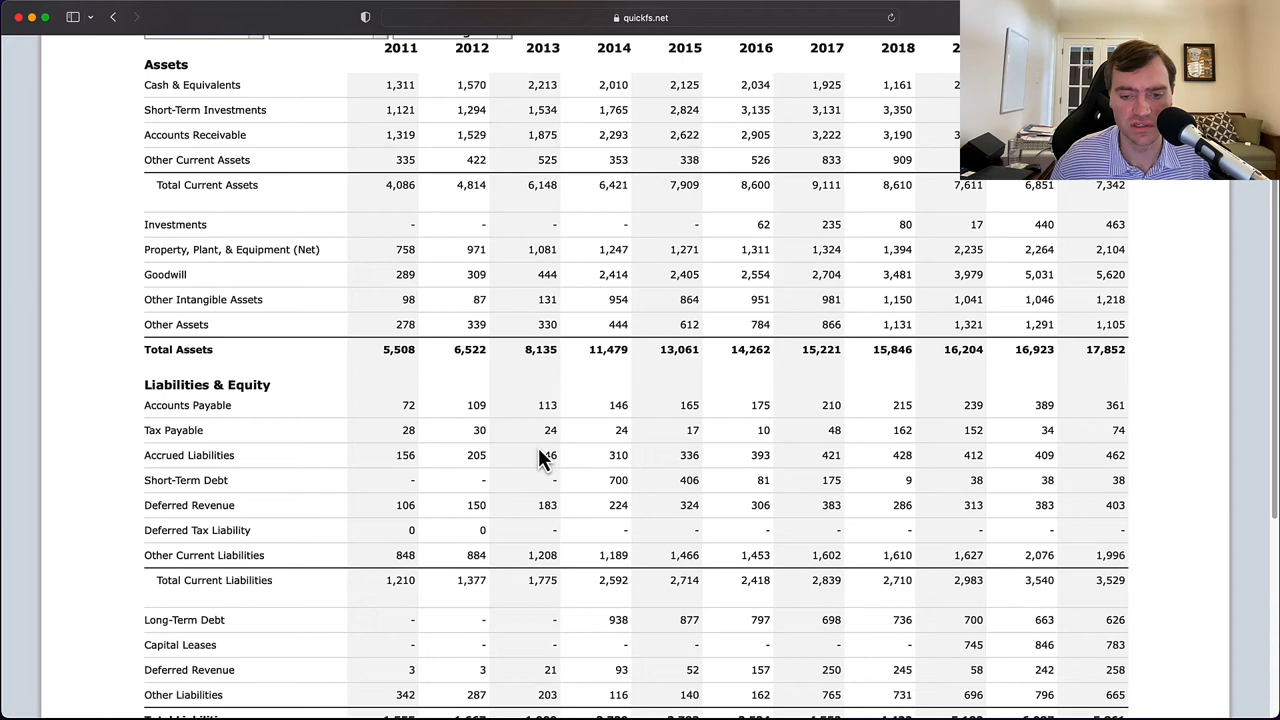 quickfs.net
2011 2012 2013 2014 2015 2016 2017 2018 2
Assets
Cash & Equivalents 1,311 1,570 2,213 2,010 2,125 2,034 1,925 1,161 2
Short-Term Investments 1,121 1,294 1,534 1,765 2,824 3,135 3,131 3,350
Accounts Receivable 1,319 1,529 1,875 2,293 2,622 2,905 3,222 3,190 3
Other Current Assets 335 422 525 353 338 526 833 909
Total Current Assets 4,086 4,814 6,148 6,421 7,909 8,600 9,111 8,610 7,611 6,851 7,342
Investments - - - - - 62 235 80 17 440 463
Property, Plant, & Equipment (Net) 758 971 1,081 1,247 1,271 1,311 1,324 1,394 2,235 2,264 2,104
Goodwill 289 309 444 2,414 2,405 2,554 2,704 3,481 3,979 5,031 5,620
Other Intangible Assets 98 87 131 954 864 951 981 1,150 1,041 1,046 1,218
Other Assets 278 339 330 444 612 784 866 1,131 1,321 1,291 1,105
Total Assets 5,508 6,522 8,135 11,479 13,061 14,262 15,221 15,846 16,204 16,923 17,852
Liabilities & Equity
Accounts Payable 72 109 113 146 165 175 210 215 239 389 361
Tax Payable 28 30 24 24 17 10 48 162 152 34 74
Accrued Liabilities 156 205 46 310 336 393 421 428 412 409 462
Short-Term Debt - - - 700 406 81 175 9 38 38 38
Deferred Revenue 106 150 183 224 324 306 383 286 313 383 403
Deferred Tax Liability 0 0 - - - - - - - - -
Other Current Liabilities 848 884 1,208 1,189 1,466 1,453 1,602 1,610 1,627 2,076 1,996
Total Current Liabilities 1,210 1,377 1,775 2,592 2,714 2,418 2,839 2,710 2,983 3,540 3,529
Long-Term Debt - - - 938 877 797 698 736 700 663 626
Capital Leases - - - - - - - - 745 846 783
Deferred Revenue 3 3 21 93 52 157 250 245 58 242 258
Other Liabilities 342 287 203 116 140 162 765 731 696 796 665